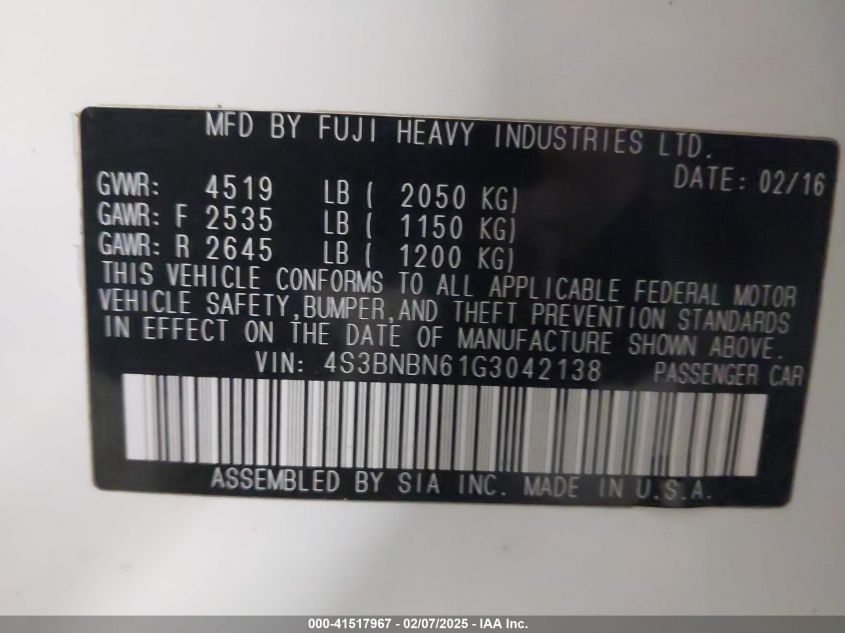 MFD BY FUJI HEAVY INDUSTRIES LTD.
DATE: 02/16
GVWR: 4519 LB ( 2050 KG)
GAWR: F 2535 LB ( 1150 KG)
GAWR: R 2645 LB ( 1200 KG)
THIS VEHICLE CONFORMS TO ALL APPLICABLE FEDERAL MOTOR
VEHICLE SAFETY,BUMPER,AND THEFT PREVENTION STANDARDS
IN EFFECT ON THE DATE OF MANUFACTURE SHOWN ABOVE.
VIN: 4S3BNBN61G3042138 PASSENGER CAR
ASSEMBLED BY SIA INC. MADE IN U.S.A.
000-41517967 - 02/07/2025 - IAA Inc.